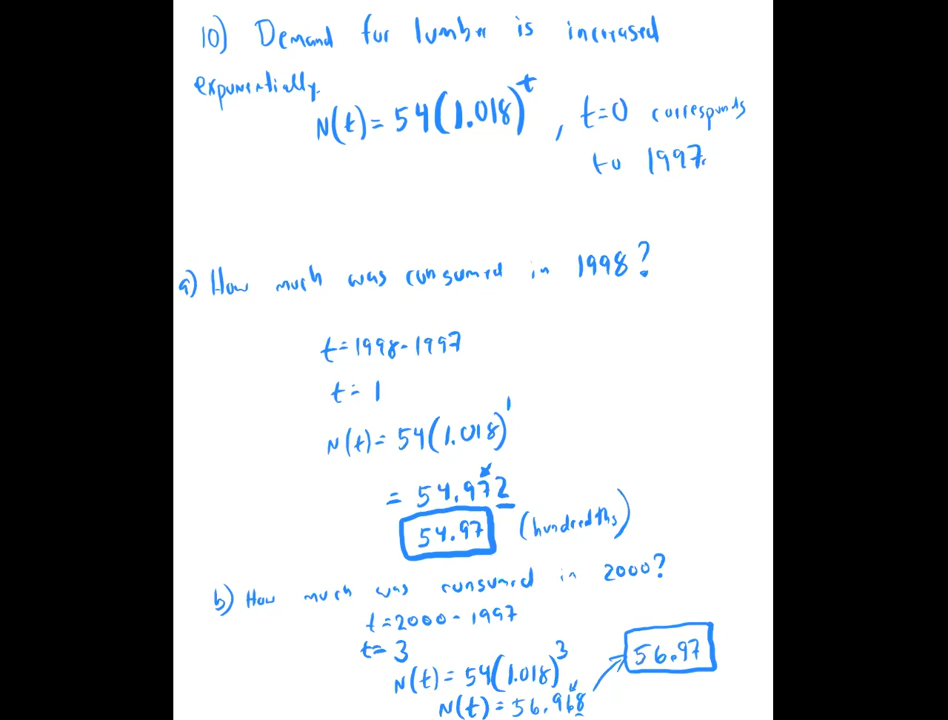 10) Demand for lumber is increased
exponentially.
N(t) = 54(1.018)^t , t=0 corresponds
to 1997.
a) How much was consumed in 1998?
t=1998-1997
t= 1
N(t)= 54(1.018)^1
= 54.972
54.97 (hundredths)
b) How much was consumed in 2000?
t=2000-1997
t= 3
N(t)= 54(1.018)^3
56.97
N(t)= 56.968